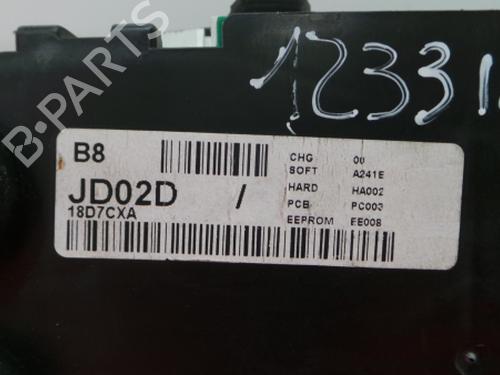 12331
B-PARTS
B8
JD02D /
18D7CXA
CHG 00
SOFT A241E
HARD HA002
PCB PC003
EEPROM EE008